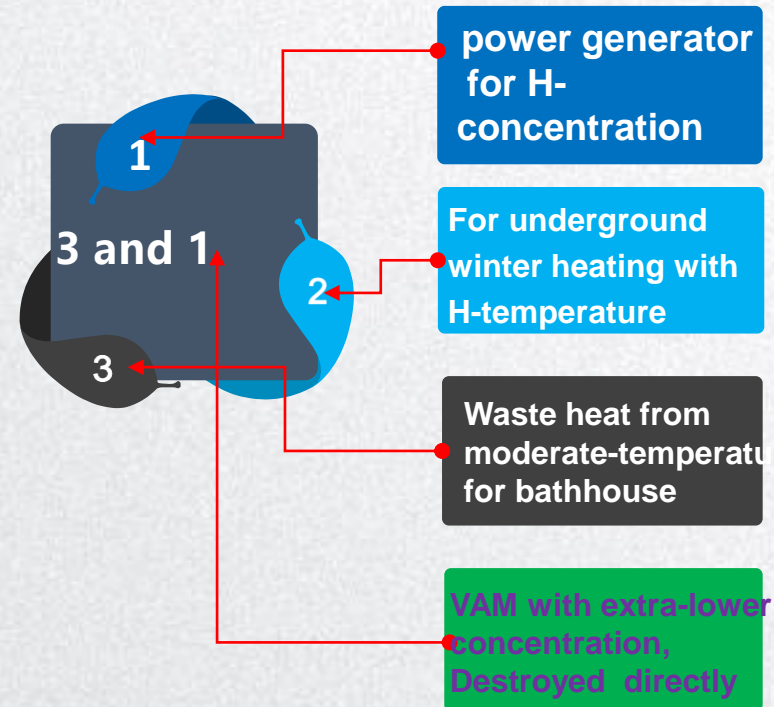 power generator
for H-
concentration
1
3 and 1
For underground
winter heating with
H-temperature
2
3
Waste heat from
moderate-temperatu
for bathhouse
VAM with extra-lower
concentration,
Destroyed directly